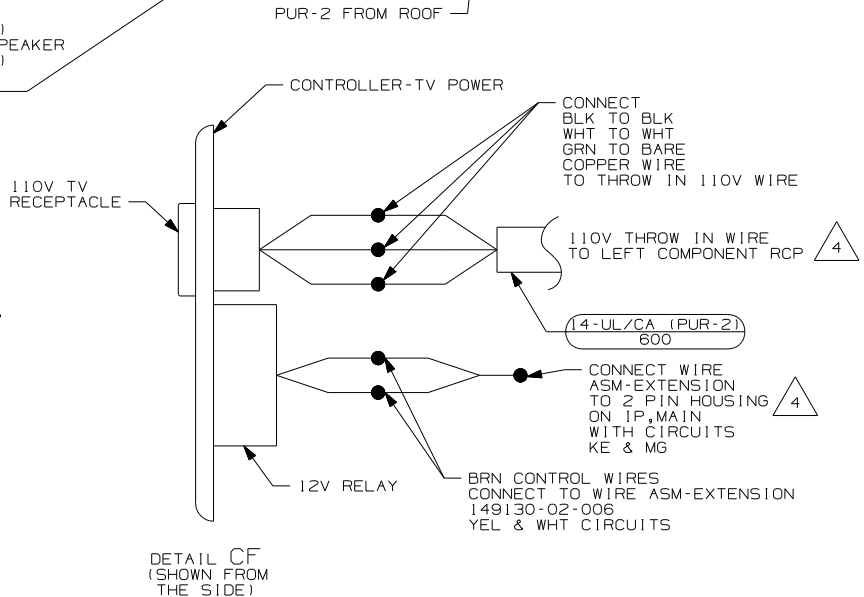 PUR-2 FROM ROOF
)
PEAKER
)
CONTROLLER-TV POWER
CONNECT
BLK TO BLK
WHT TO WHT
GRN TO BARE
COPPER WIRE
TO THROW IN 110V WIRE
110V TV
RECEPTACLE
110V THROW IN WIRE
TO LEFT COMPONENT RCP
4
14-UL/CA (PUR-2)
600
CONNECT WIRE
ASM-EXTENSION
TO 2 PIN HOUSING
ON IP,MAIN
WITH CIRCUITS
KE & MG
4
12V RELAY
BRN CONTROL WIRES
CONNECT TO WIRE ASM-EXTENSION
149130-02-006
YEL & WHT CIRCUITS
DETAIL CF
(SHOWN FROM
THE SIDE)